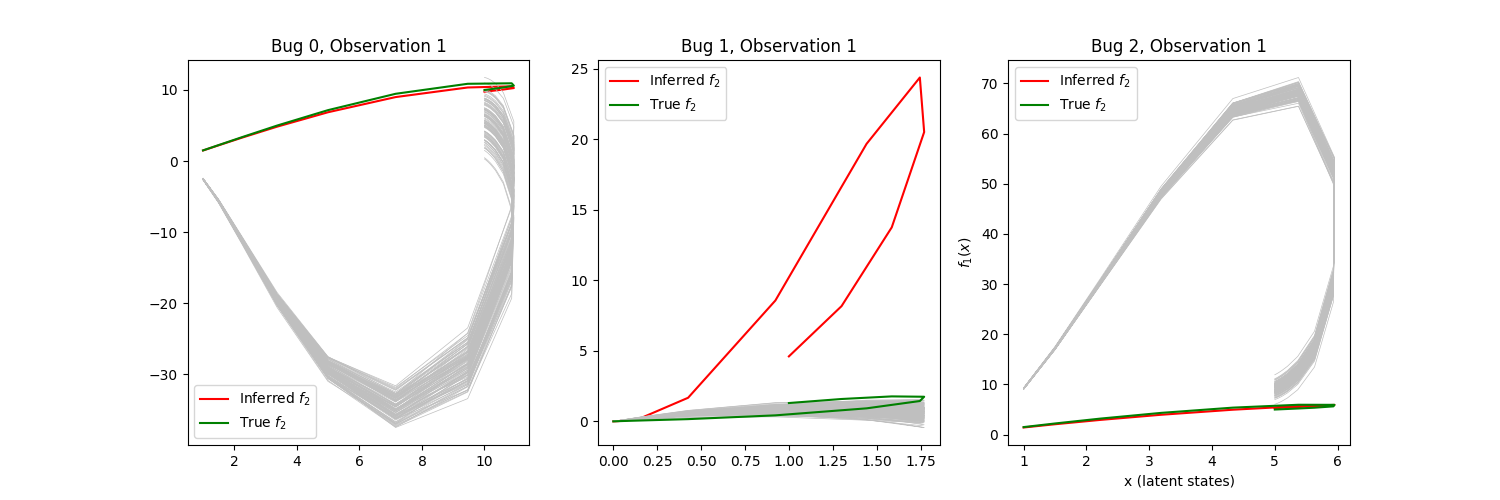 Bug 0, Observation 1
10
0
−10
−20
−30
Inferred f₂
True f₂
2 4 6 8 10
Bug 1, Observation 1
Inferred f₂
True f₂
25
20
15
10
5
0
0.00 0.25 0.50 0.75 1.00 1.25 1.50 1.75
Bug 2, Observation 1
Inferred f₂
True f₂
f₁(x)
70
60
50
40
30
20
10
0
1 2 3 4 5 6
x (latent states)